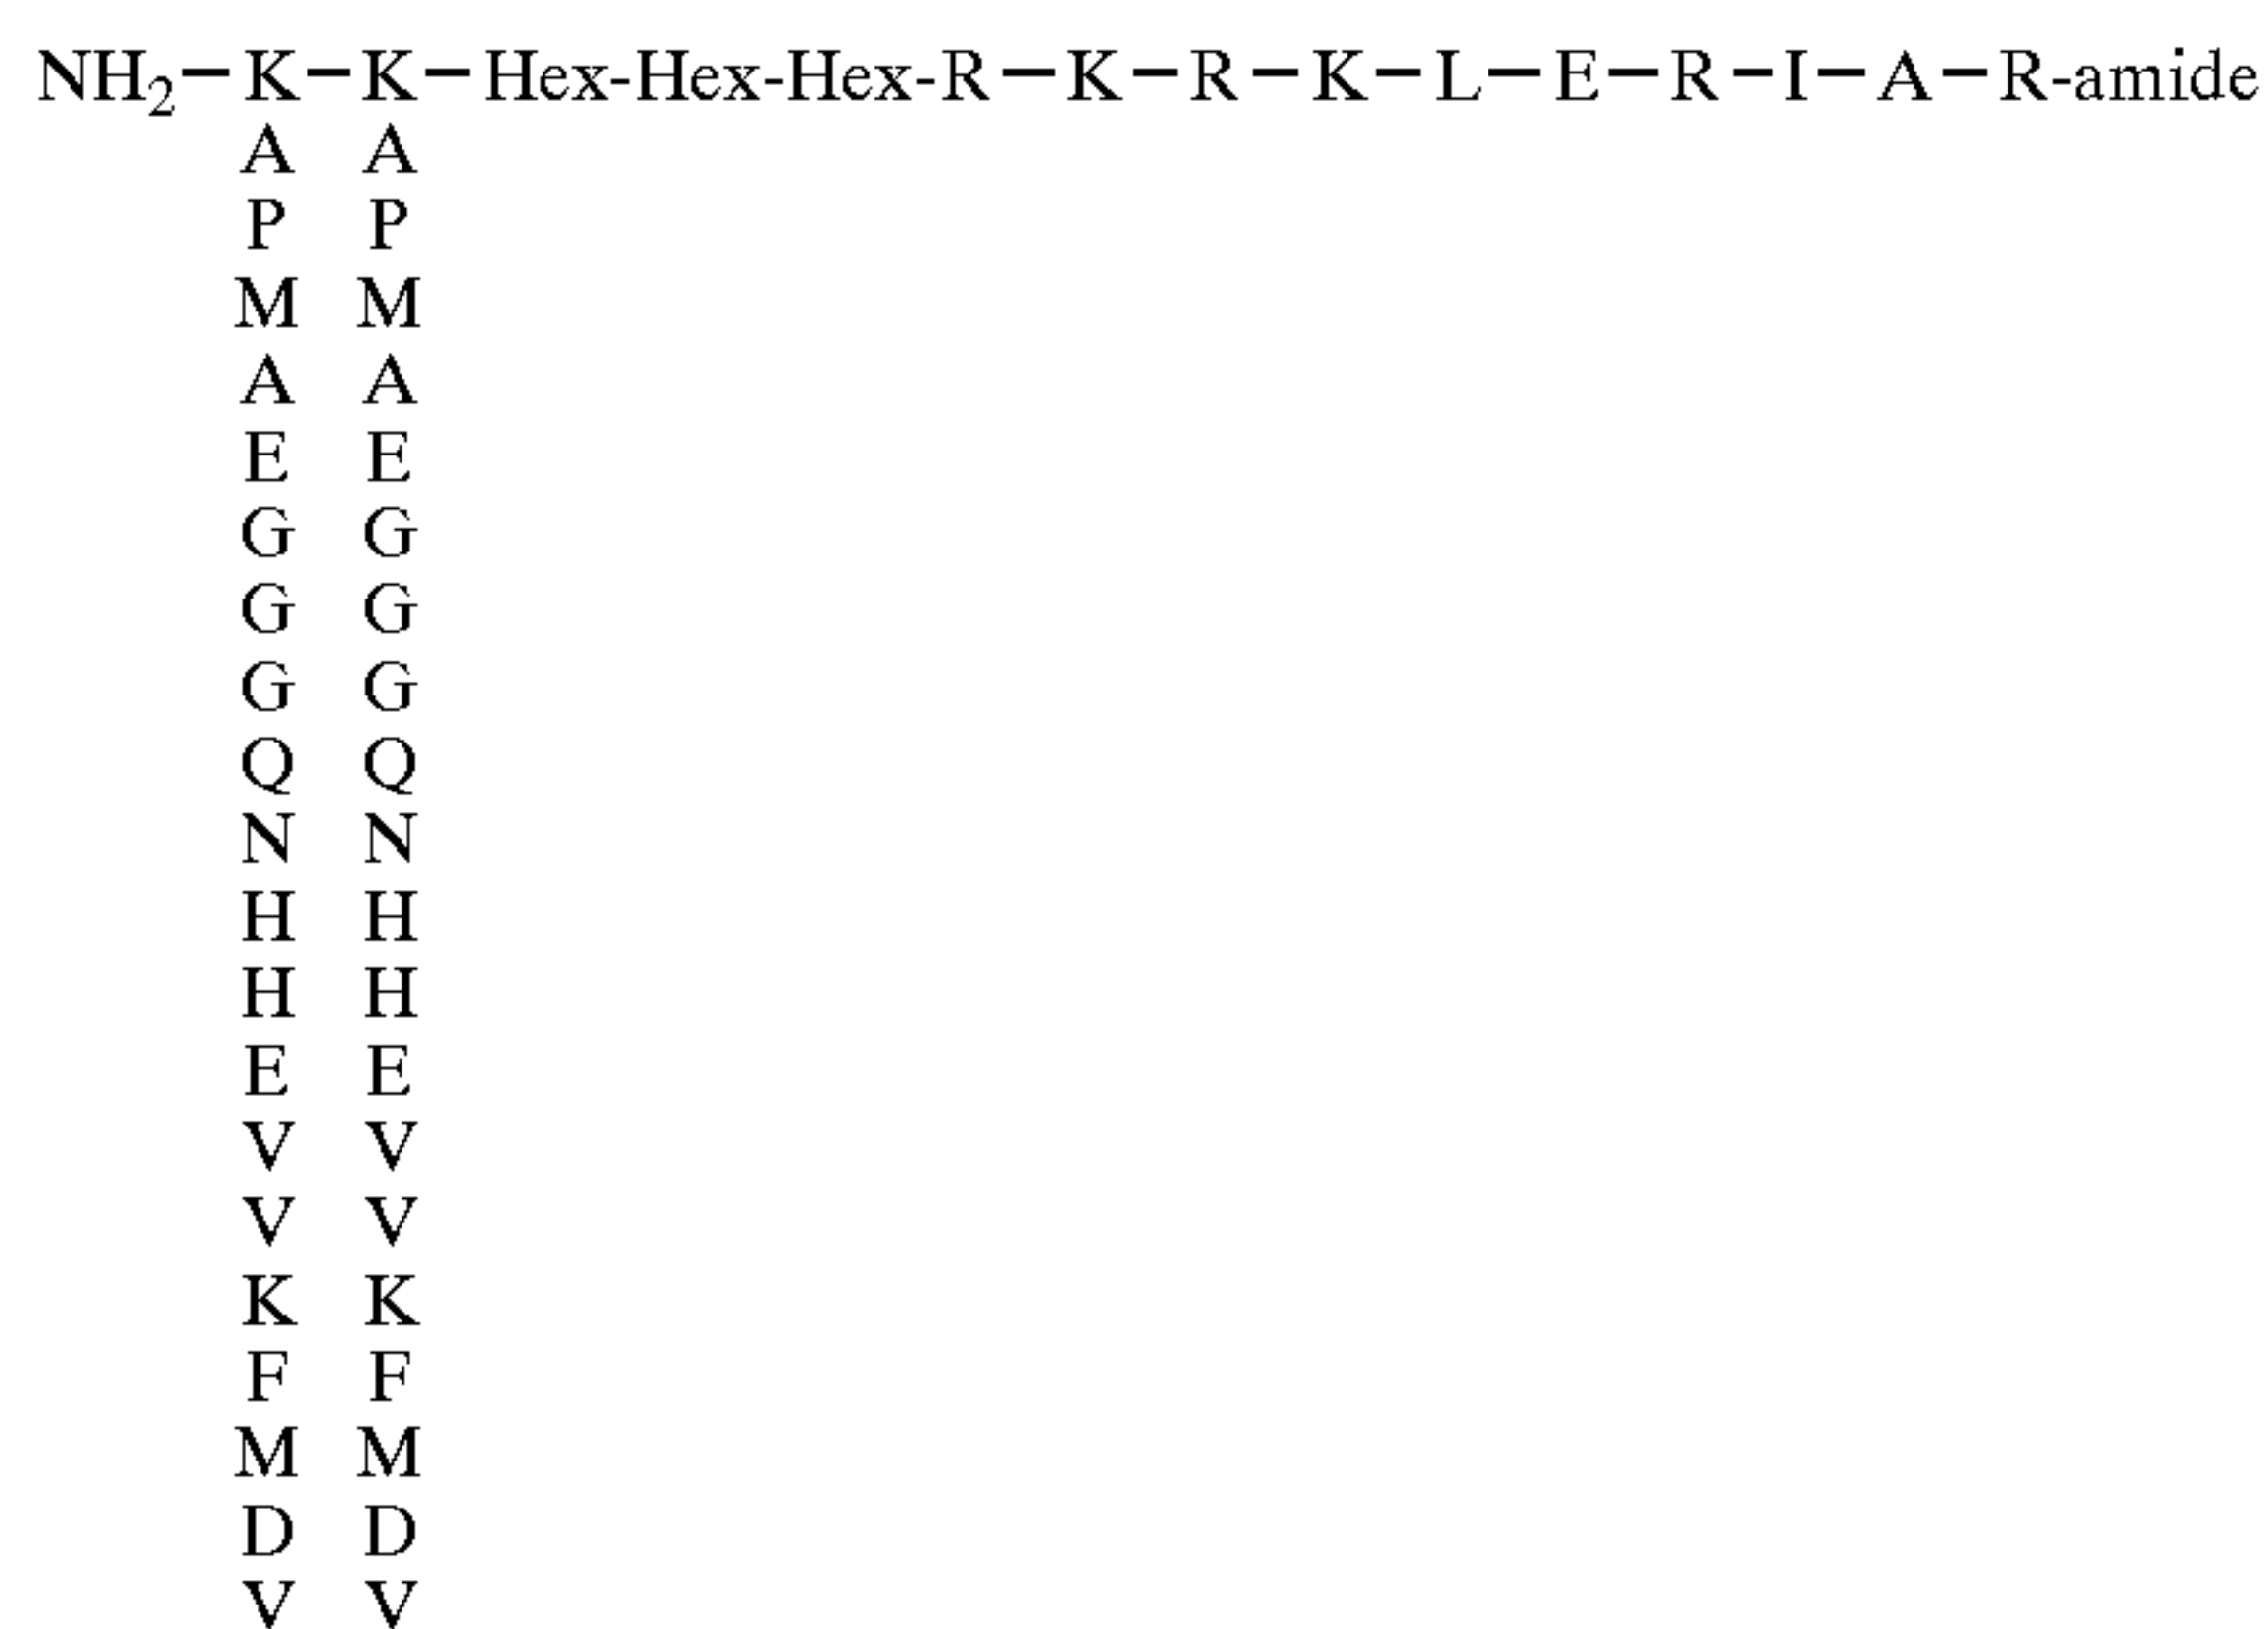 NH₂—K—K—Hex-Hex-Hex-R—K—R—K—L—E—R—I—A—R-amide
A A
P P
M M
A A
E E
G G
G G
G G
Q Q
N N
H H
H H
E E
V V
V V
K K
F F
M M
D D
V V